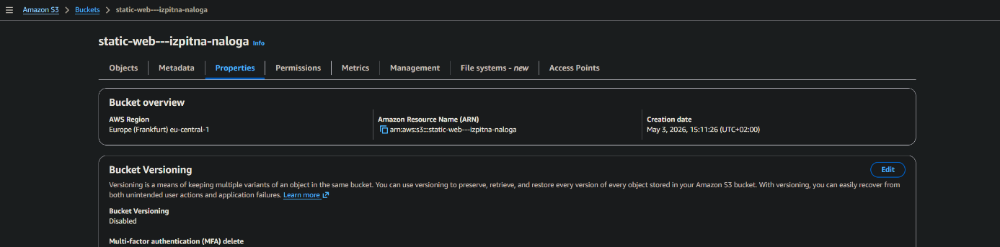 Amazon S3 > Buckets > static-web---izpitna-naloga
static-web---izpitna-naloga Info
Objects Metadata Properties Permissions Metrics Management File systems - new Access Points
Bucket overview
AWS Region Amazon Resource Name (ARN) Creation date
Europe (Frankfurt) eu-central-1 arn:aws:s3:::static-web---izpitna-naloga May 3, 2026, 15:11:26 (UTC+02:00)
Bucket Versioning Edit
Versioning is a means of keeping multiple variants of an object in the same bucket. You can use versioning to preserve, retrieve, and restore every version of every object stored in your Amazon S3 bucket. With versioning, you can easily recover from
both unintended user actions and application failures. Learn more
Bucket Versioning
Disabled
Multi-factor authentication (MFA) delete